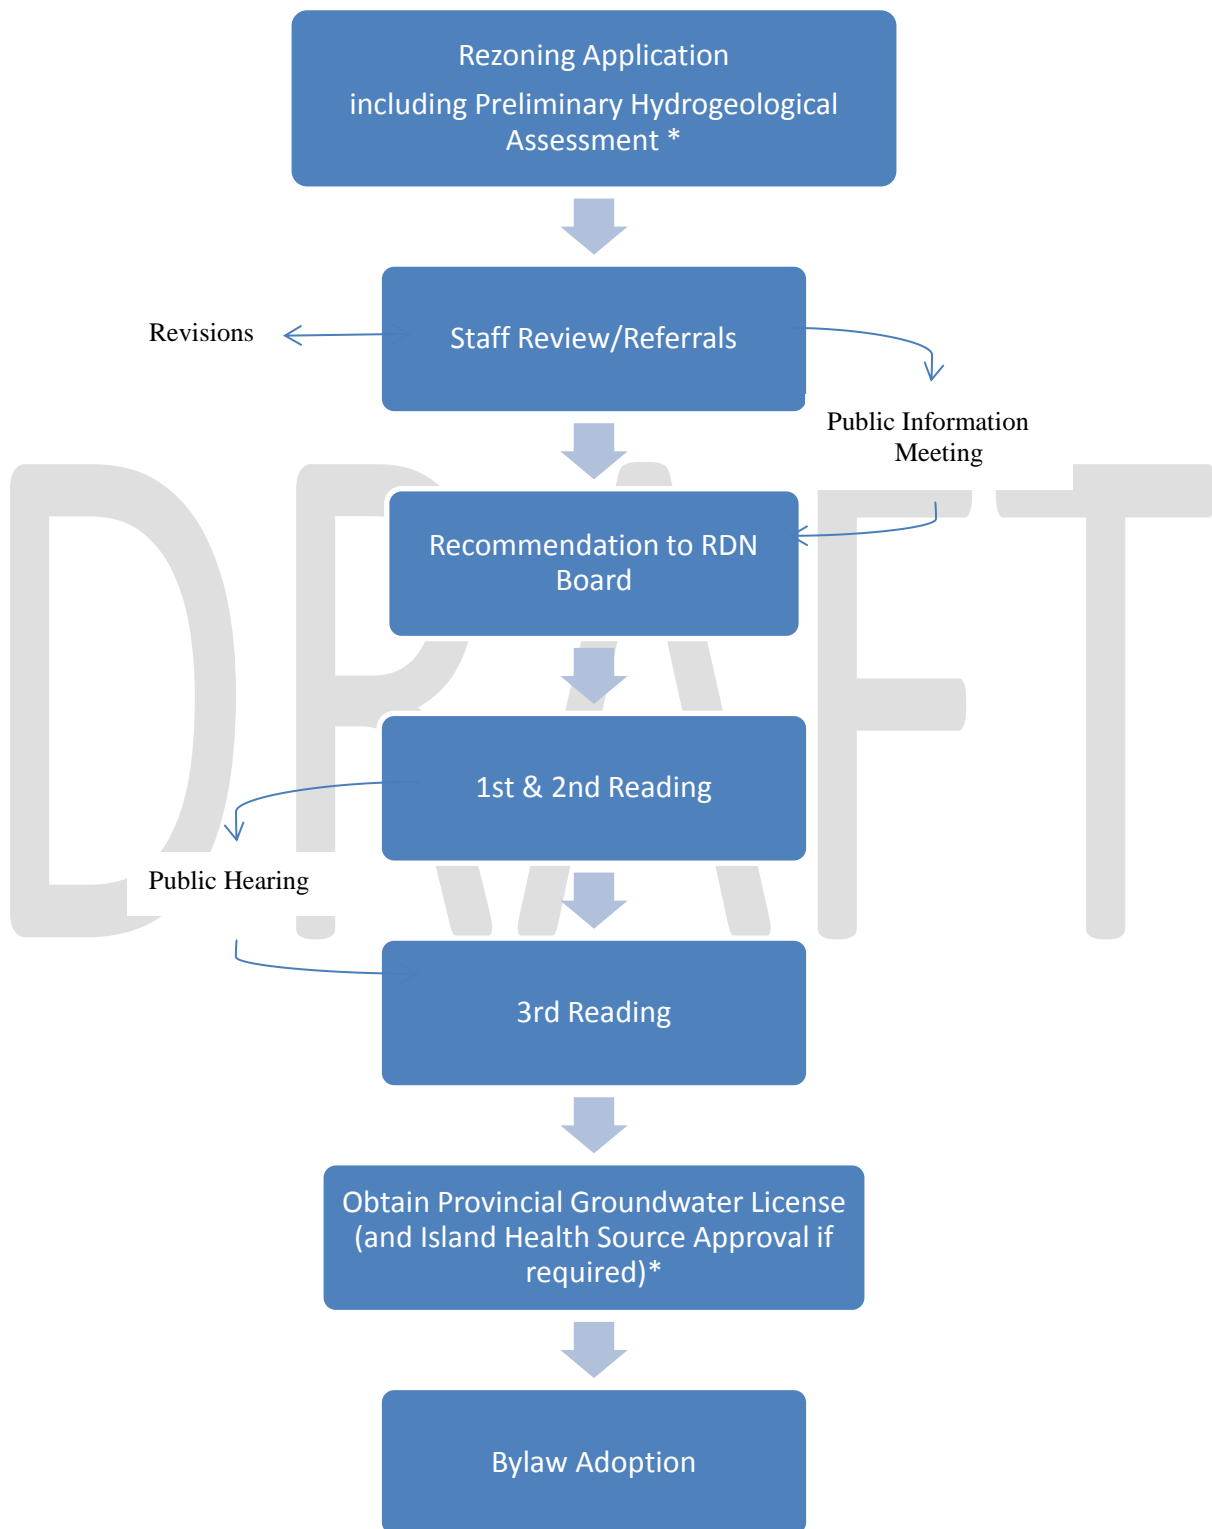 Rezoning Application
including Preliminary Hydrogeological
Assessment *
Revisions
Staff Review/Referrals
Public Information
Meeting
Recommendation to RDN
Board
DRAFT
1st & 2nd Reading
Public Hearing
3rd Reading
Obtain Provincial Groundwater License
(and Island Health Source Approval if
required)*
Bylaw Adoption